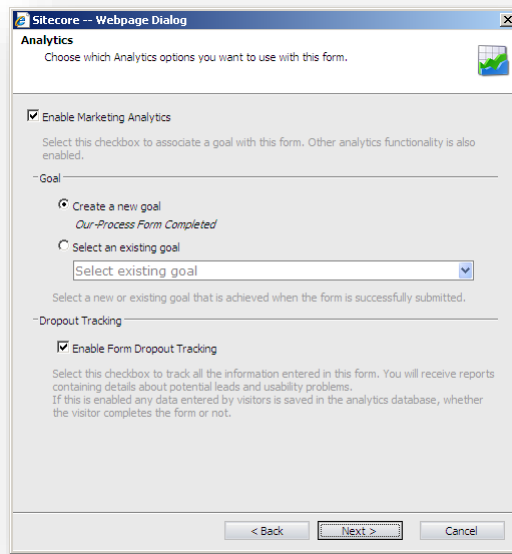 Sitecore -- Webpage Dialog
Analytics
Choose which Analytics options you want to use with this form.
Enable Marketing Analytics
Select this checkbox to associate a goal with this form. Other analytics functionality is also
enabled.
Goal
Create a new goal
Our-Process Form Completed
Select an existing goal
Select existing goal
Select a new or existing goal that is achieved when the form is successfully submitted.
Dropout Tracking
Enable Form Dropout Tracking
Select this checkbox to track all the information entered in this form. You will receive reports
containing details about potential leads and usability problems.
If this is enabled any data entered by visitors is saved in the analytics database, whether
the visitor completes the form or not.
< Back
Next >
Cancel